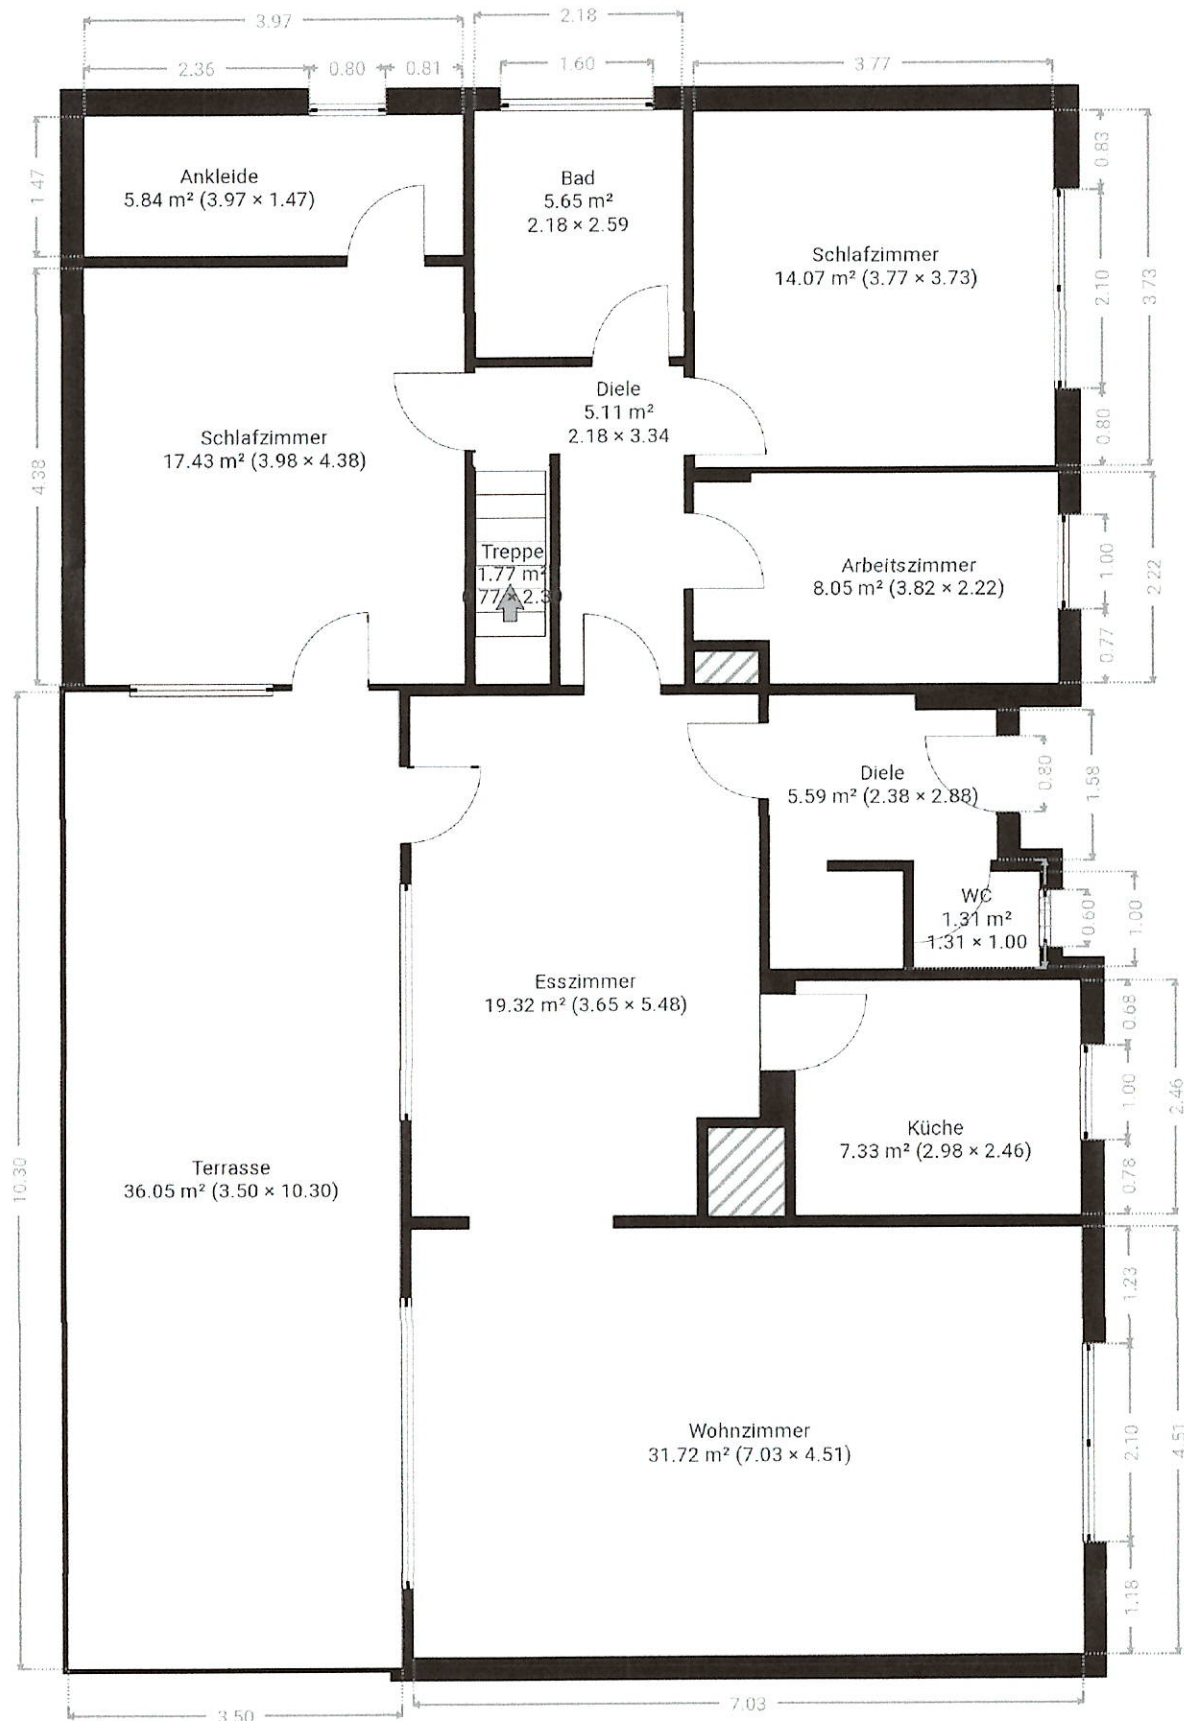 3.97
2.18
2.36
0.80
0.81
1.60
3.77
Ankleide
5.84 m² (3.97 × 1.47)
1.47
Bad
5.65 m²
2.18 × 2.59
0.83
Schlafzimmer
14.07 m² (3.77 × 3.73)
2.10
3.73
Diele
5.11 m²
2.18 × 3.34
0.80
Schlafzimmer
17.43 m² (3.98 × 4.38)
4.38
Treppe
1.77 m²
Arbeitszimmer
8.05 m² (3.82 × 2.22)
1.00
2.22
0.77
Diele
5.59 m² (2.38 × 2.88)
0.80
1.58
WC
1.31 m²
1.31 × 1.00
0.60
1.00
Esszimmer
19.32 m² (3.65 × 5.48)
0.68
1.00
2.46
Küche
7.33 m² (2.98 × 2.46)
0.78
Terrasse
36.05 m² (3.50 × 10.30)
10.30
1.23
Wohnzimmer
31.72 m² (7.03 × 4.51)
2.10
4.51
1.18
7.03
3.50